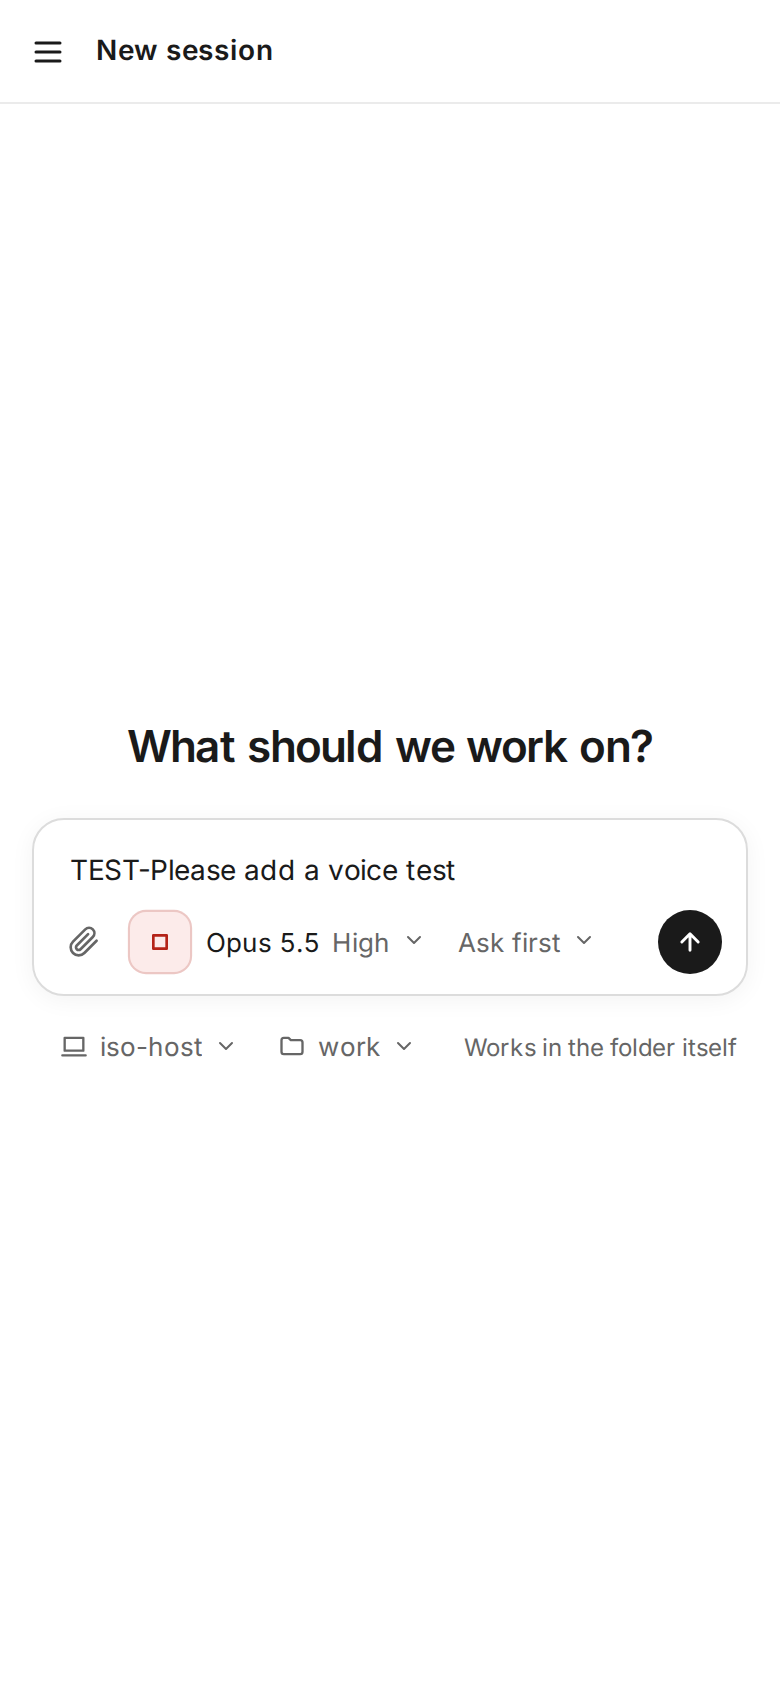 New session
What should we work on?
TEST-Please add a voice test
Opus 5.5 High Ask first
iso-host work Works in the folder itself